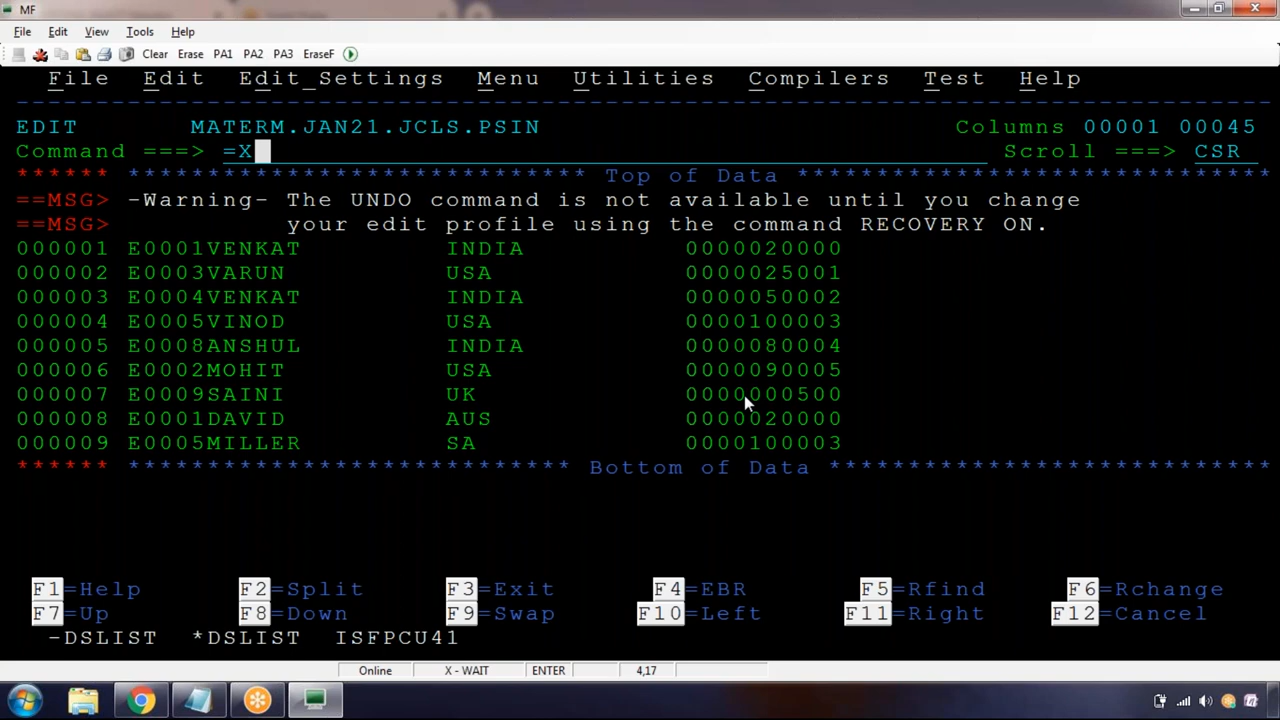 MF
File Edit View Tools Help
Clear Erase PA1 PA2 PA3 EraseF
File Edit Edit_Settings Menu Utilities Compilers Test Help
EDIT MATERM.JAN21.JCLS.PSIN Columns 00001 00045
Command ===> =X Scroll ===> CSR
****** ***************************** Top of Data ******************************
==MSG> -Warning- The UNDO command is not available until you change
==MSG> your edit profile using the command RECOVERY ON.
000001 E0001VENKAT INDIA 0000020000
000002 E0003VARUN USA 0000025001
000003 E0004VENKAT INDIA 0000050002
000004 E0005VINOD USA 0000100003
000005 E0008ANSHUL INDIA 0000080004
000006 E0002MOHIT USA 0000090005
000007 E0009SAINI UK 0000000500
000008 E0001DAVID AUS 0000020000
000009 E0005MILLER SA 0000100003
****** **************************** Bottom of Data ****************************
F1=Help F2=Split F3=Exit F4=EBR F5=Rfind F6=Rchange
F7=Up F8=Down F9=Swap F10=Left F11=Right F12=Cancel
-DSLIST *DSLIST ISFPCU41
Online X - WAIT ENTER 4,17